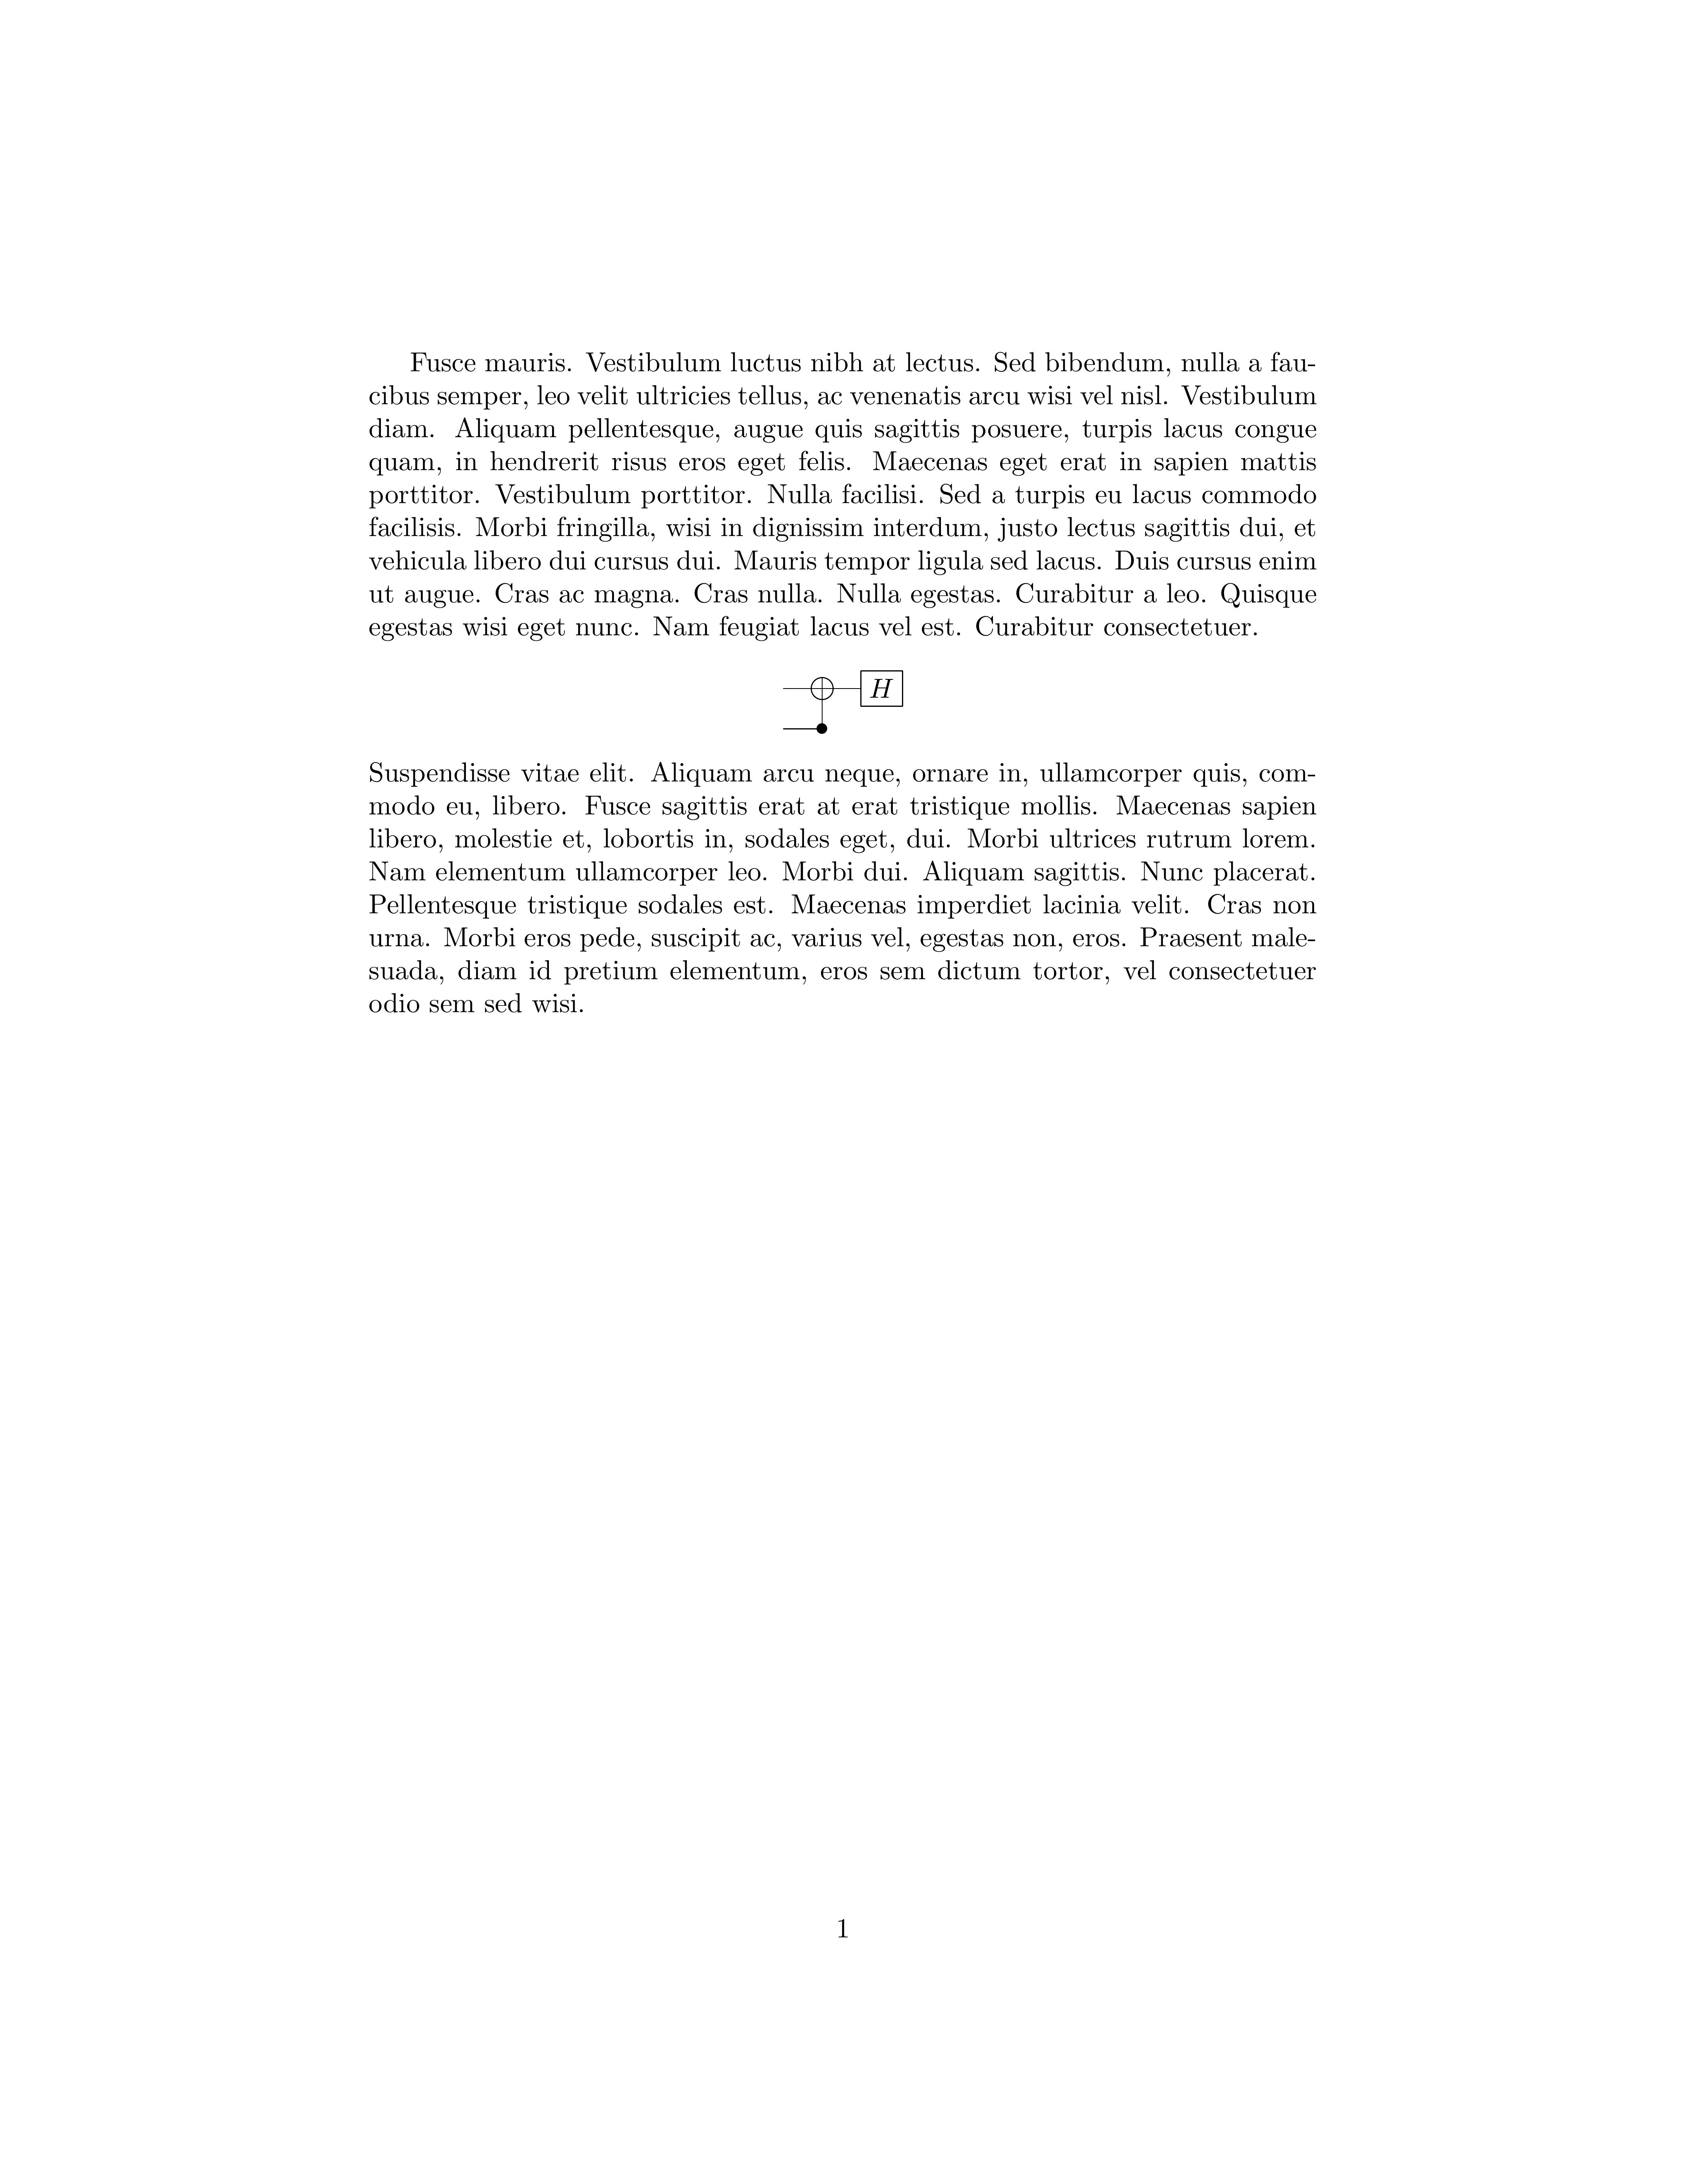 Fusce mauris. Vestibulum luctus nibh at lectus. Sed bibendum, nulla a fau-
cibus semper, leo velit ultricies tellus, ac venenatis arcu wisi vel nisl. Vestibulum
diam. Aliquam pellentesque, augue quis sagittis posuere, turpis lacus congue
quam, in hendrerit risus eros eget felis. Maecenas eget erat in sapien mattis
porttitor. Vestibulum porttitor. Nulla facilisi. Sed a turpis eu lacus commodo
facilisis. Morbi fringilla, wisi in dignissim interdum, justo lectus sagittis dui, et
vehicula libero dui cursus dui. Mauris tempor ligula sed lacus. Duis cursus enim
ut augue. Cras ac magna. Cras nulla. Nulla egestas. Curabitur a leo. Quisque
egestas wisi eget nunc. Nam feugiat lacus vel est. Curabitur consectetuer.
H
Suspendisse vitae elit. Aliquam arcu neque, ornare in, ullamcorper quis, com-
modo eu, libero. Fusce sagittis erat at erat tristique mollis. Maecenas sapien
libero, molestie et, lobortis in, sodales eget, dui. Morbi ultrices rutrum lorem.
Nam elementum ullamcorper leo. Morbi dui. Aliquam sagittis. Nunc placerat.
Pellentesque tristique sodales est. Maecenas imperdiet lacinia velit. Cras non
urna. Morbi eros pede, suscipit ac, varius vel, egestas non, eros. Praesent male-
suada, diam id pretium elementum, eros sem dictum tortor, vel consectetuer
odio sem sed wisi.
1